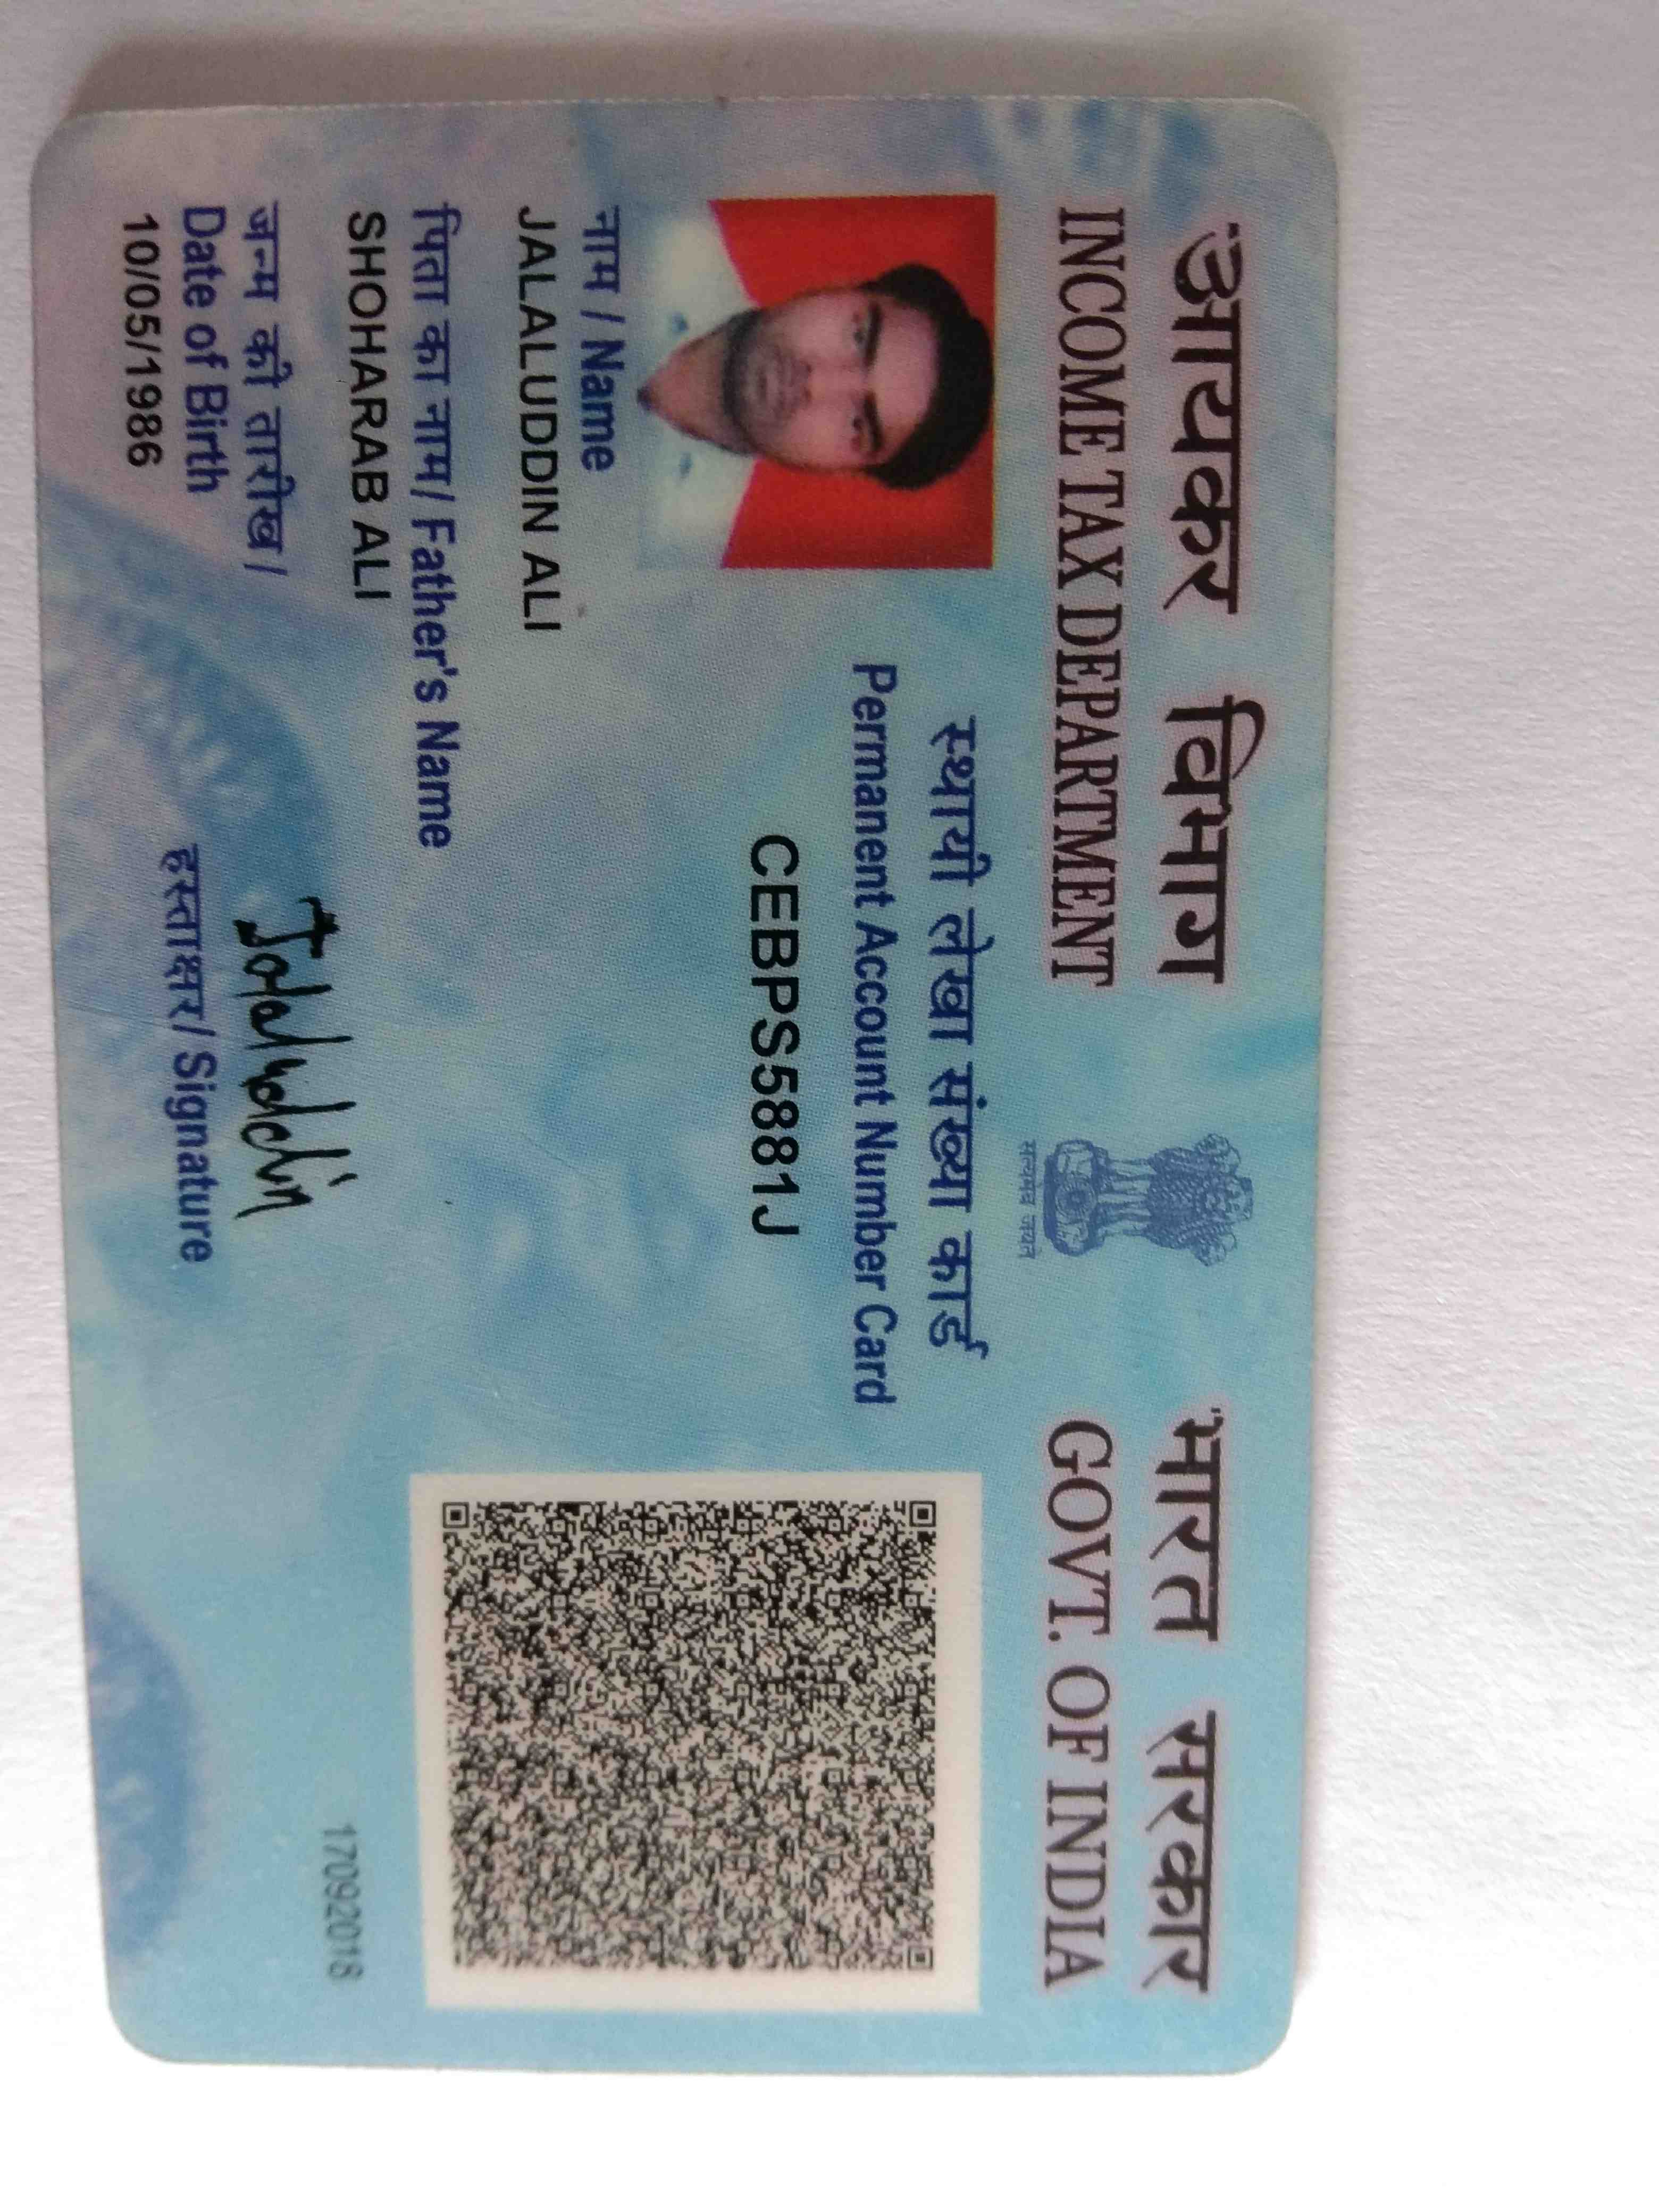 आयकर विभाग
INCOME TAX DEPARTMENT
सत्यमेव जयते
भारत सरकार
GOVT. OF INDIA
स्थायी लेखा संख्या कार्ड
Permanent Account Number Card
CEBPS5881J
नाम / Name
JALALUDDIN ALI
पिता का नाम/ Father's Name
SHOHARAB ALI
जन्म की तारीख /
Date of Birth
10/05/1986
Jalaluddin
हस्ताक्षर/ Signature
17092018